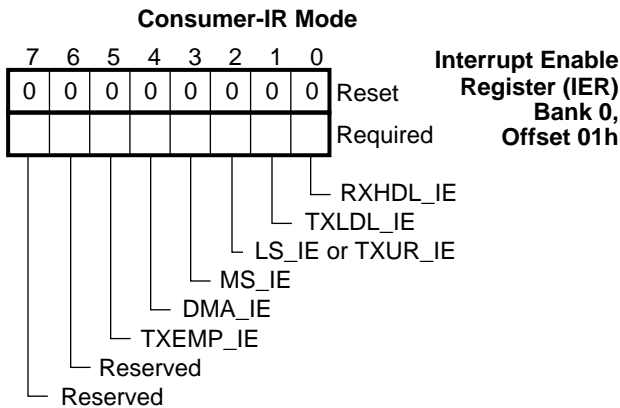 Consumer-IR Mode
7 6 5 4 3 2 1 0
0 0 0 0 0 0 0 0 Reset
Required
Interrupt Enable
Register (IER)
Bank 0,
Offset 01h
RXHDL_IE
TXLDL_IE
LS_IE or TXUR_IE
MS_IE
DMA_IE
TXEMP_IE
Reserved
Reserved